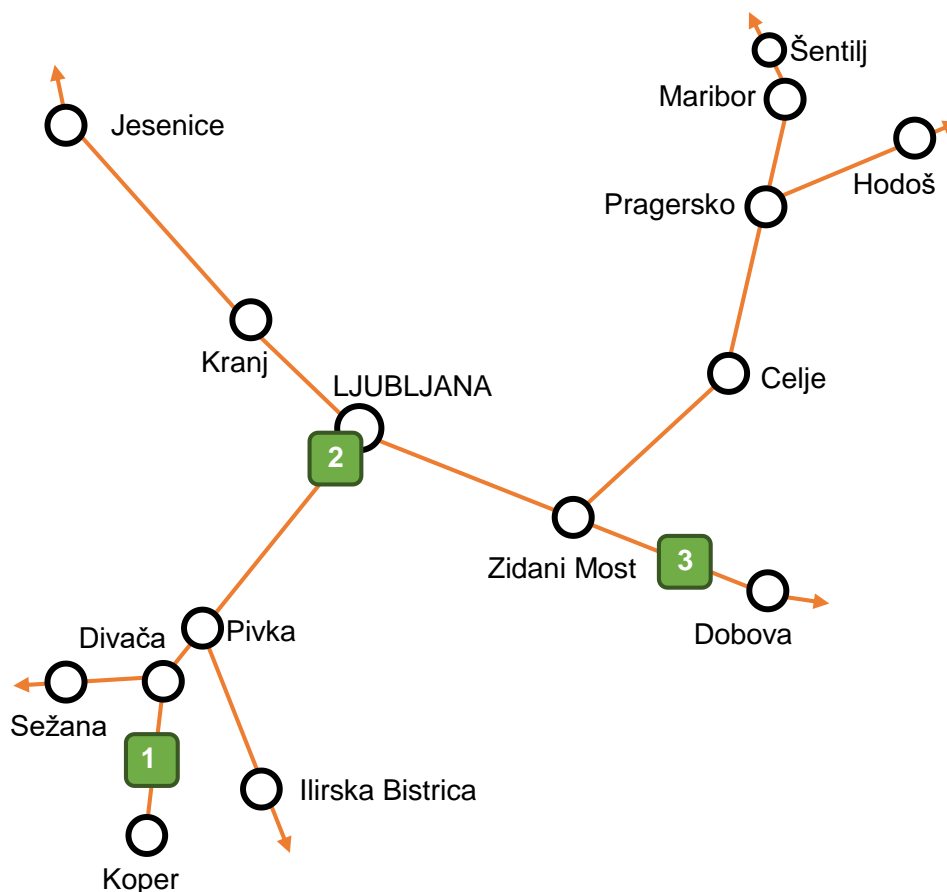 Šentilj
Maribor
Jesenice
Hodoš
Pragersko
Kranj
Celje
LJUBLJANA
2
Zidani Most
3
Dobova
Divača
Pivka
Sežana
1
Ilirska Bistrica
Koper